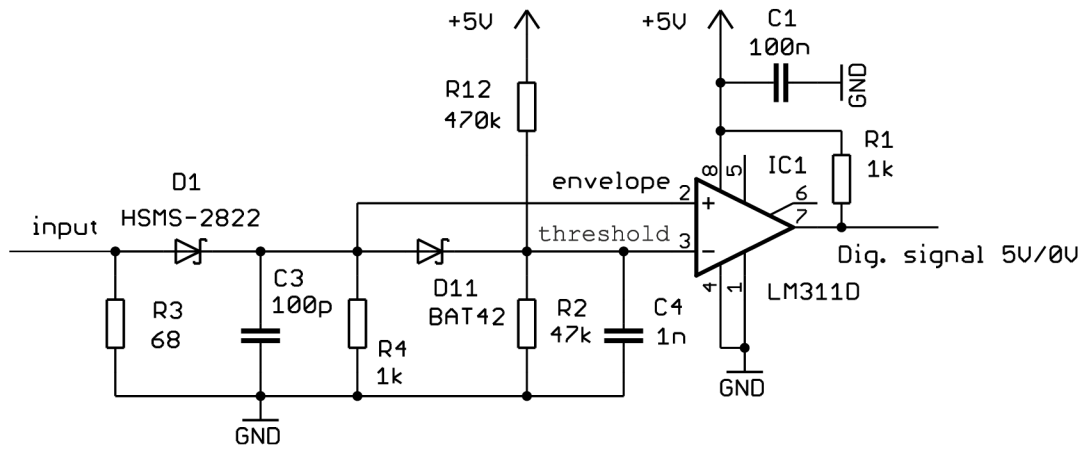 +5V
+5V
C1
100n
GND
R12
470k
R1
1k
8
5
IC1
D1
envelope
2
+
6
input
HSMS-2822
threshold
3
-
7
Dig. signal 5V/0V
C3
100p
D11
BAT42
4
1
LM311D
R3
68
R2
47k
C4
1n
R4
1k
GND
GND